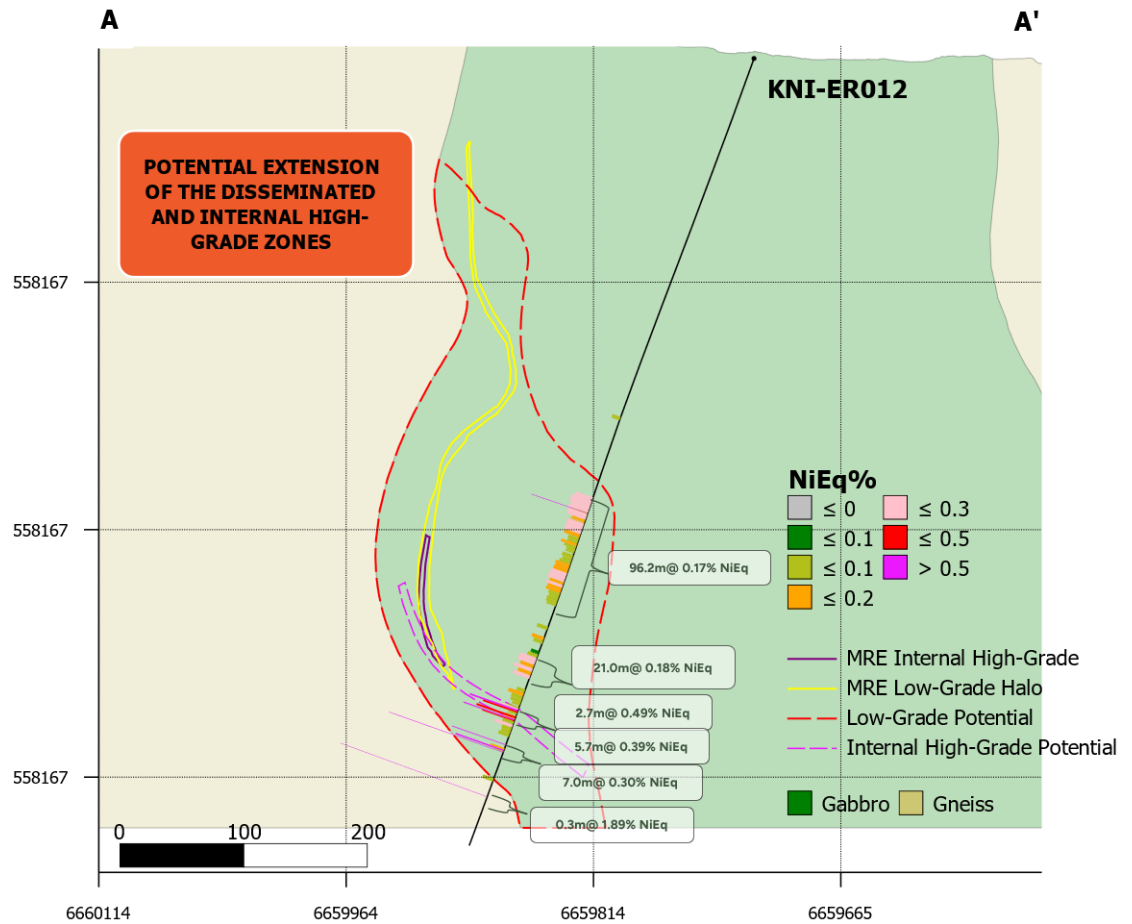 A
A'
KNI-ER012
POTENTIAL EXTENSION
OF THE DISSEMINATED
AND INTERNAL HIGH-
GRADE ZONES
558167
558167
558167
NiEq%
≤ 0
≤ 0.3
≤ 0.1
≤ 0.5
≤ 0.1
> 0.5
≤ 0.2
96.2m@ 0.17% NiEq
21.0m@ 0.18% NiEq
2.7m@ 0.49% NiEq
5.7m@ 0.39% NiEq
7.0m@ 0.30% NiEq
0.3m@ 1.89% NiEq
MRE Internal High-Grade
MRE Low-Grade Halo
Low-Grade Potential
Internal High-Grade Potential
Gabbro
Gneiss
0
100
200
6660114
6659964
6659814
6659665